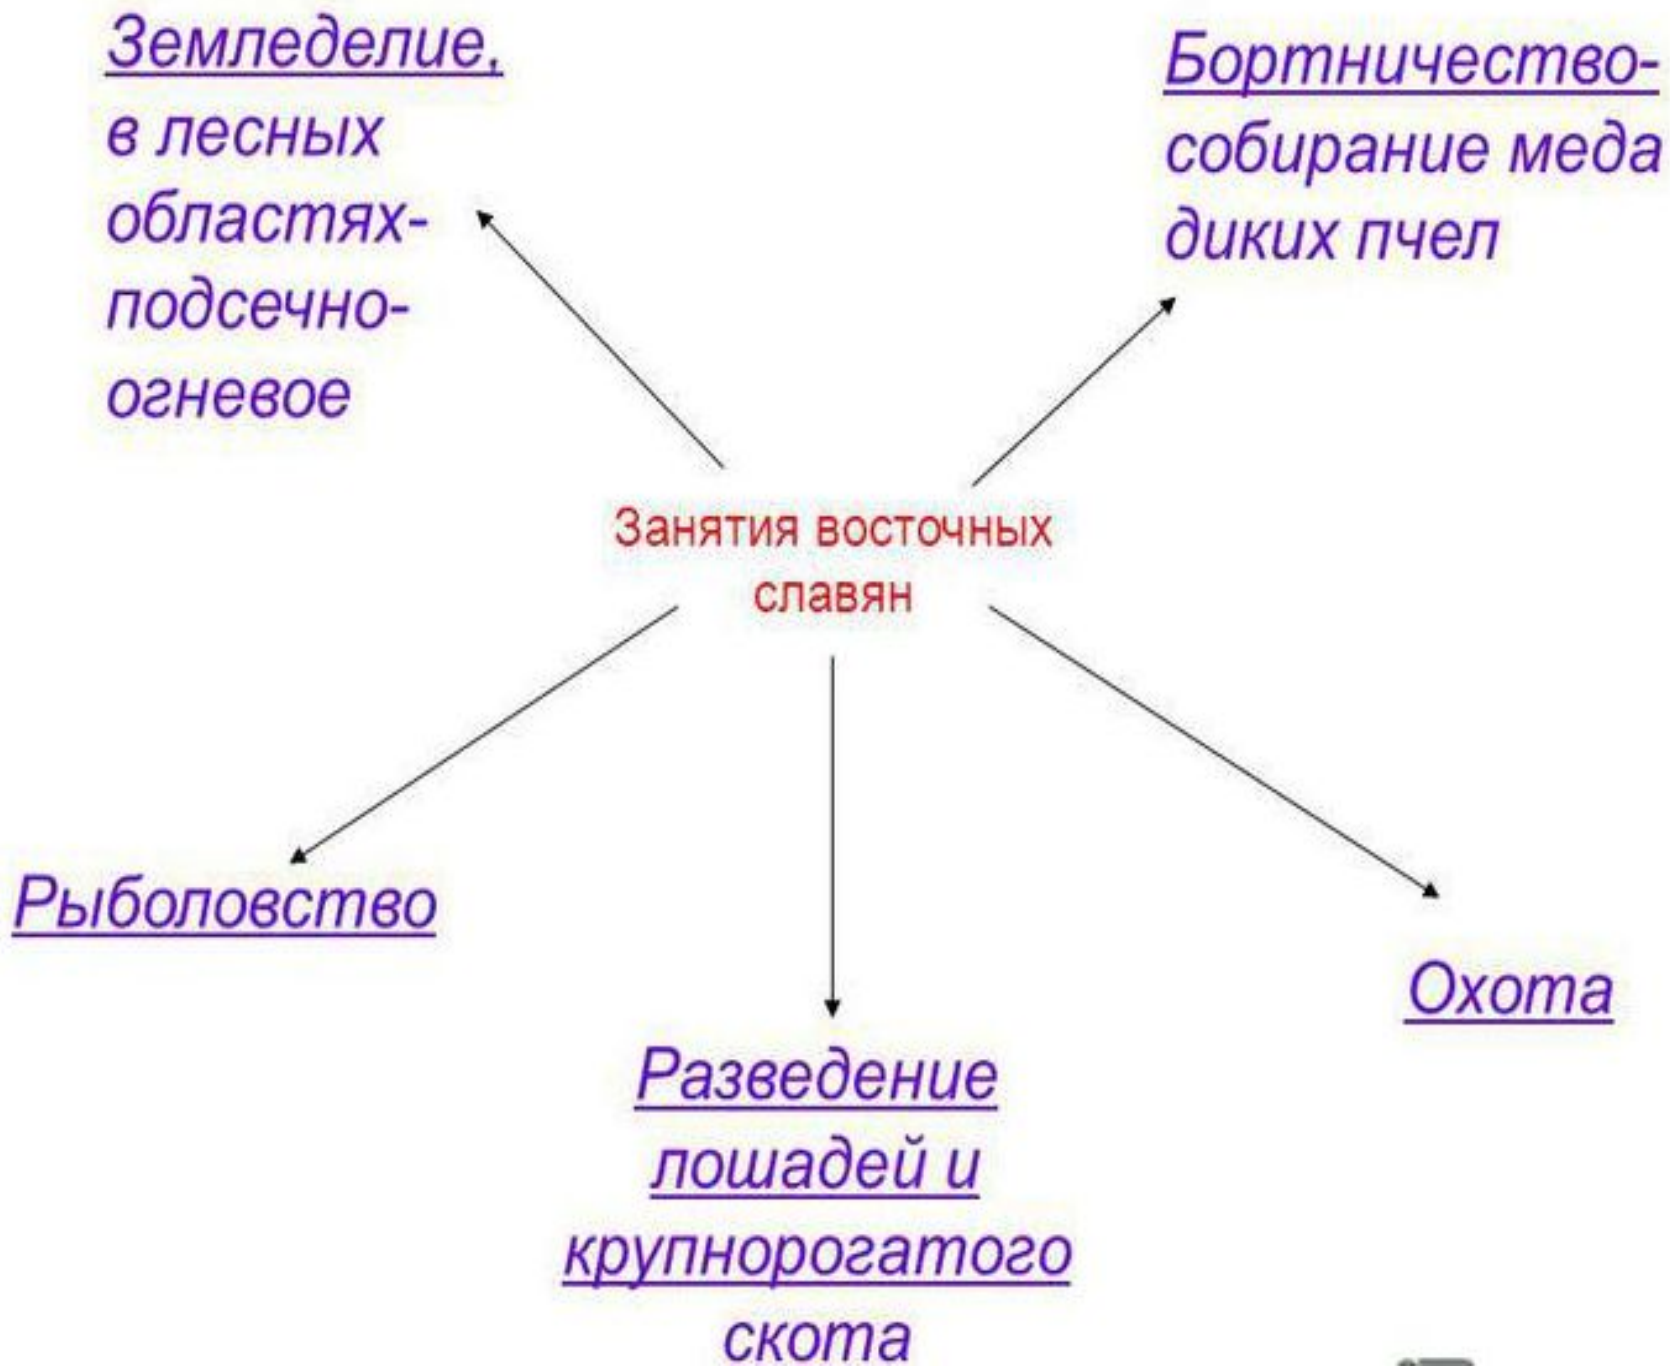 Земледелие,
в лесных
областях-
подсечно-
огневое
Бортничество-
собирание меда
диких пчел
Занятия восточных
славян
Рыболовство
Разведение
лошадей и
крупнорогатого
скота
Охота